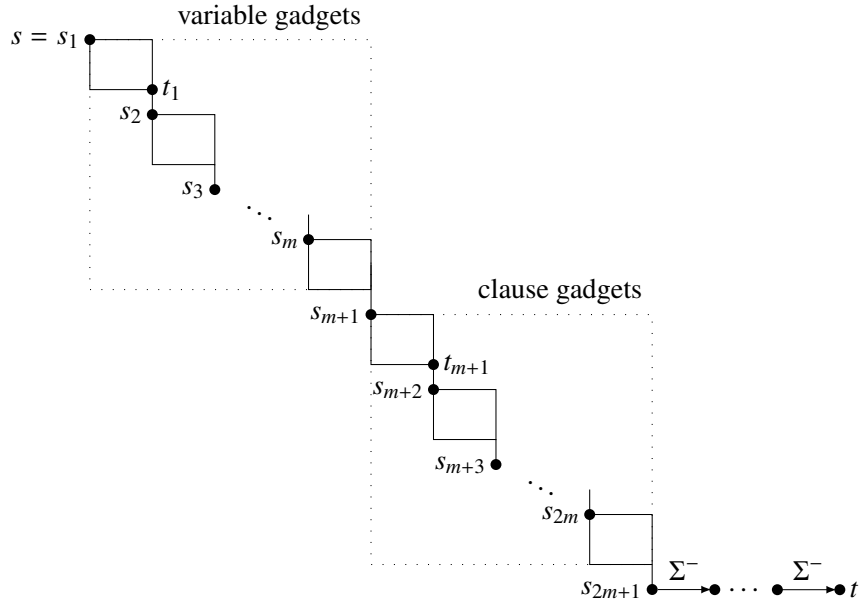 variable gadgets
s = s₁
t₁
s₂
s₃
⋱
sₘ
clause gadgets
sₘ₊₁
tₘ₊₁
sₘ₊₂
sₘ₊₃
⋱
s₂ₘ
s₂ₘ₊₁ Σ⁻ ⋯ Σ⁻ t